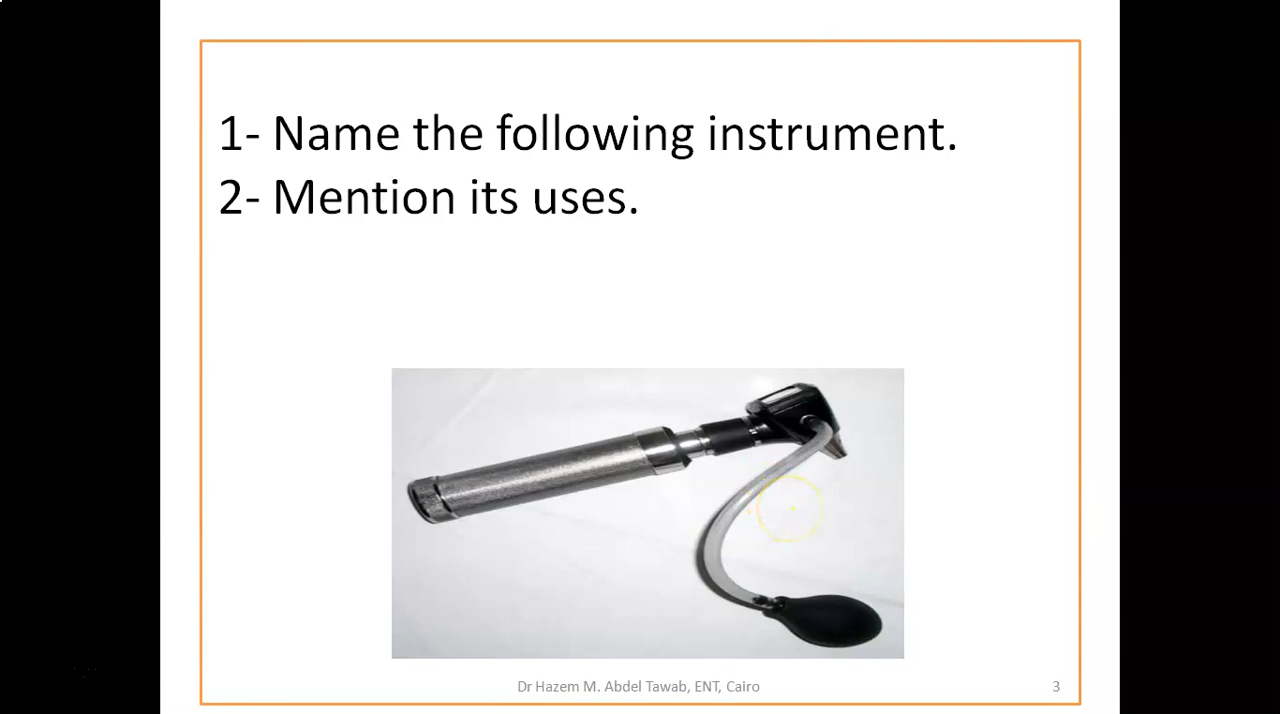 1- Name the following instrument.
2- Mention its uses.
Dr Hazem M. Abdel Tawab, ENT, Cairo
3